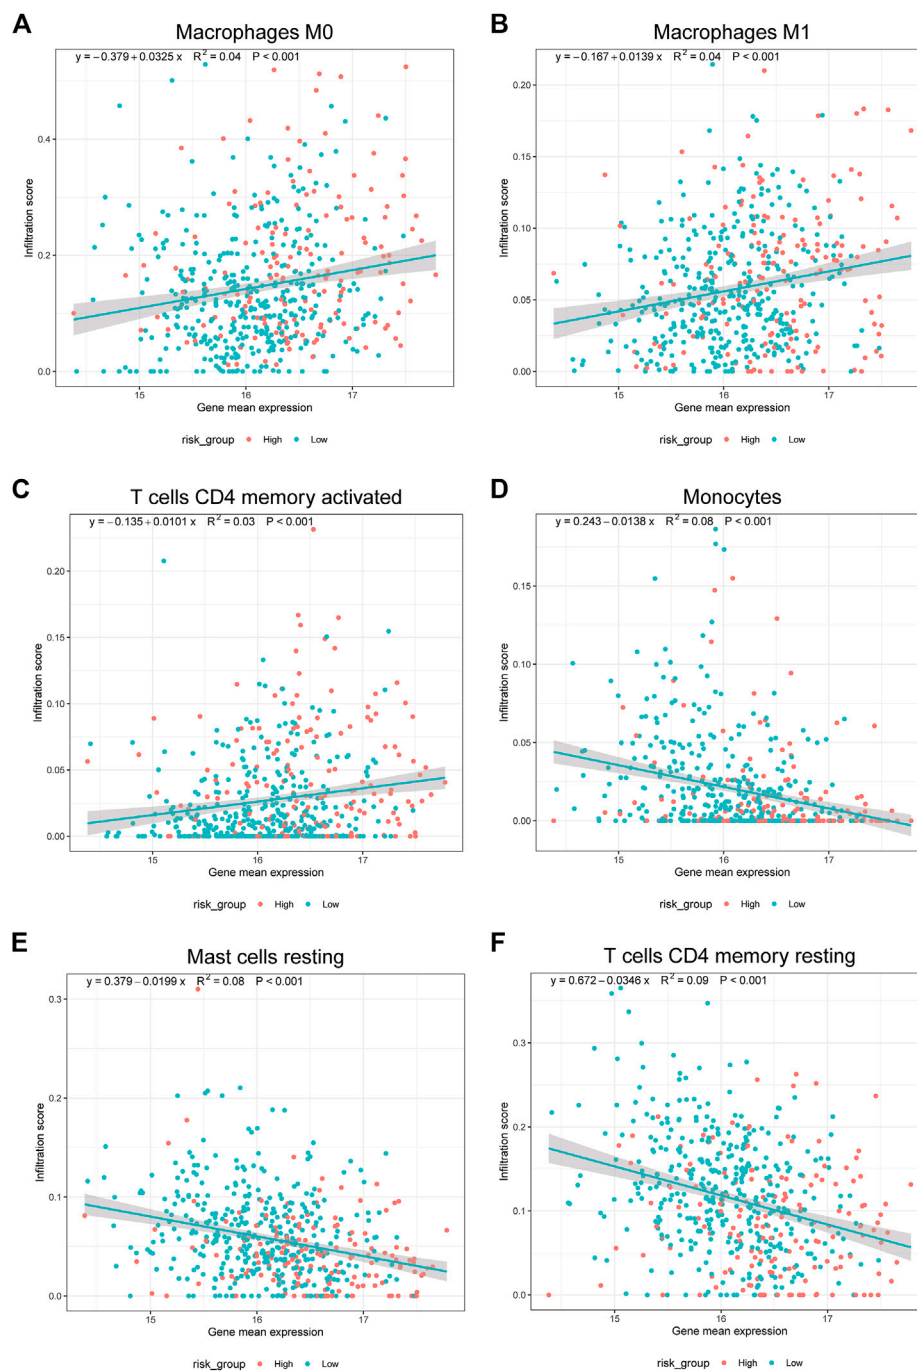 A
Macrophages M0
y = −0.379 + 0.0325 x R² = 0.04 P < 0.001
Infiltration score
0.4
0.2
0.0
15 16 17
Gene mean expression
risk_group High Low
B
Macrophages M1
y = −0.167 + 0.0139 x R² = 0.04 P < 0.001
Infiltration score
0.20
0.15
0.10
0.05
0.00
15 16 17
Gene mean expression
risk_group High Low
C
T cells CD4 memory activated
y = −0.135 + 0.0101 x R² = 0.03 P < 0.001
Infiltration score
0.20
0.15
0.10
0.05
0.00
15 16 17
Gene mean expression
risk_group High Low
D
Monocytes
y = 0.243 − 0.0138 x R² = 0.08 P < 0.001
Infiltration score
0.15
0.10
0.05
0.00
15 16 17
Gene mean expression
risk_group High Low
E
Mast cells resting
y = 0.379 − 0.0199 x R² = 0.08 P < 0.001
Infiltration score
0.3
0.2
0.1
0.0
15 16 17
Gene mean expression
risk_group High Low
F
T cells CD4 memory resting
y = 0.672 − 0.0346 x R² = 0.09 P < 0.001
Infiltration score
0.3
0.2
0.1
0.0
15 16 17
Gene mean expression
risk_group High Low